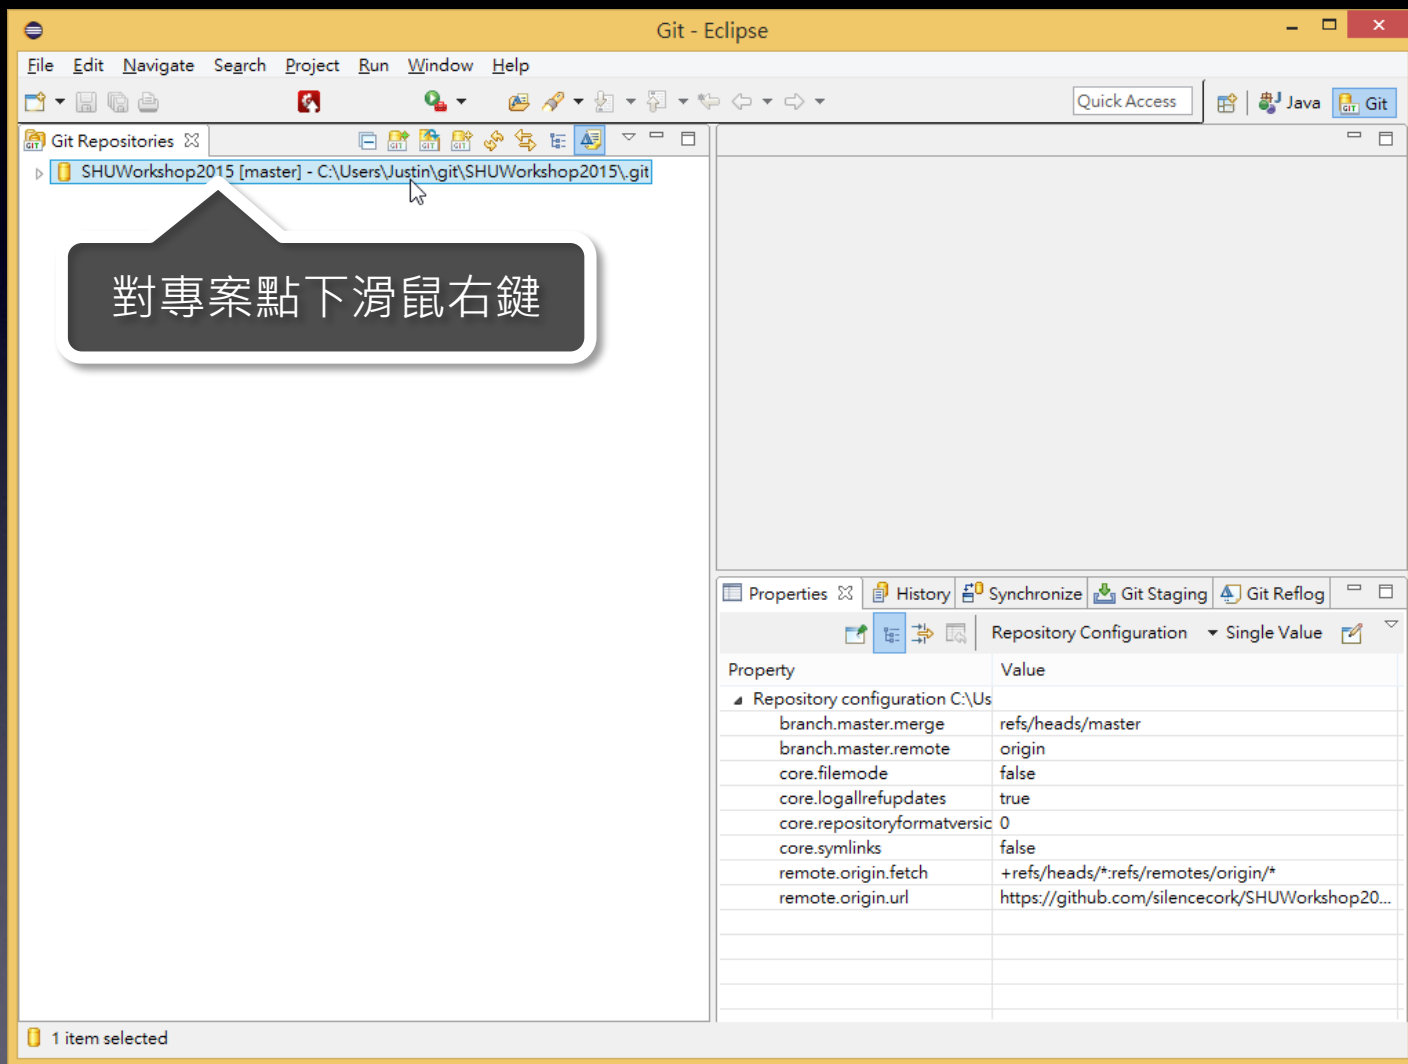 Git - Eclipse
File Edit Navigate Search Project Run Window Help
Quick Access Java Git
Git Repositories
SHUWorkshop2015 [master] - C:\Users\Justin\git\SHUWorkshop2015\.git
對專案點下滑鼠右鍵
Properties History Synchronize Git Staging Git Reflog
Repository Configuration Single Value
Property Value
Repository configuration C:\Us
branch.master.merge refs/heads/master
branch.master.remote origin
core.filemode false
core.logallrefupdates true
core.repositoryformatversic 0
core.symlinks false
remote.origin.fetch +refs/heads/*:refs/remotes/origin/*
remote.origin.url https://github.com/silencecork/SHUWorkshop20...
1 item selected